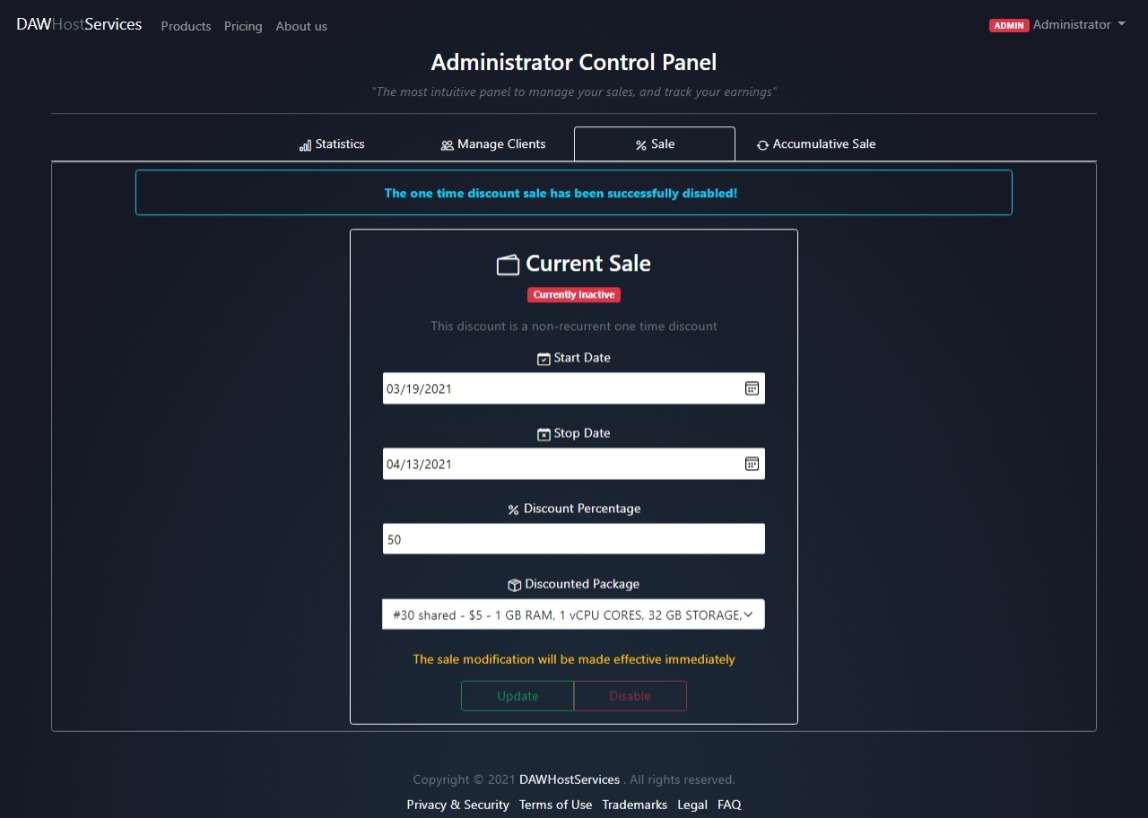 DAWHostServices Products Pricing About us ADMIN Administrator
Administrator Control Panel
"The most intuitive panel to manage your sales, and track your earnings"
Statistics Manage Clients % Sale Accumulative Sale
The one time discount sale has been successfully disabled!
Current Sale
Currently Inactive
This discount is a non-recurrent one time discount
Start Date
03/19/2021
Stop Date
04/13/2021
% Discount Percentage
50
Discounted Package
#30 shared - $5 - 1 GB RAM, 1 vCPU CORES, 32 GB STORAGE,
The sale modification will be made effective immediately
Update Disable
Copyright © 2021 DAWHostServices . All rights reserved.
Privacy & Security Terms of Use Trademarks Legal FAQ